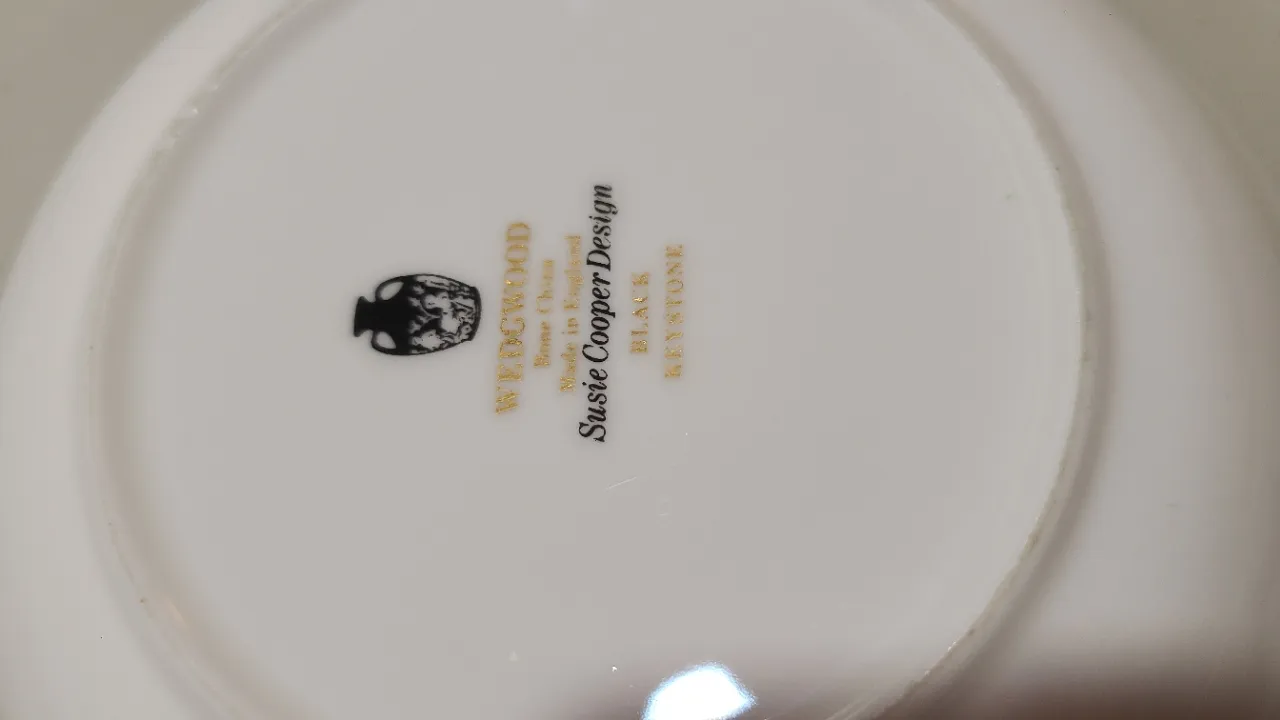 WEDGWOOD
Bone China
Made in England
Susie Cooper Design
BLACK
KEYSTONE